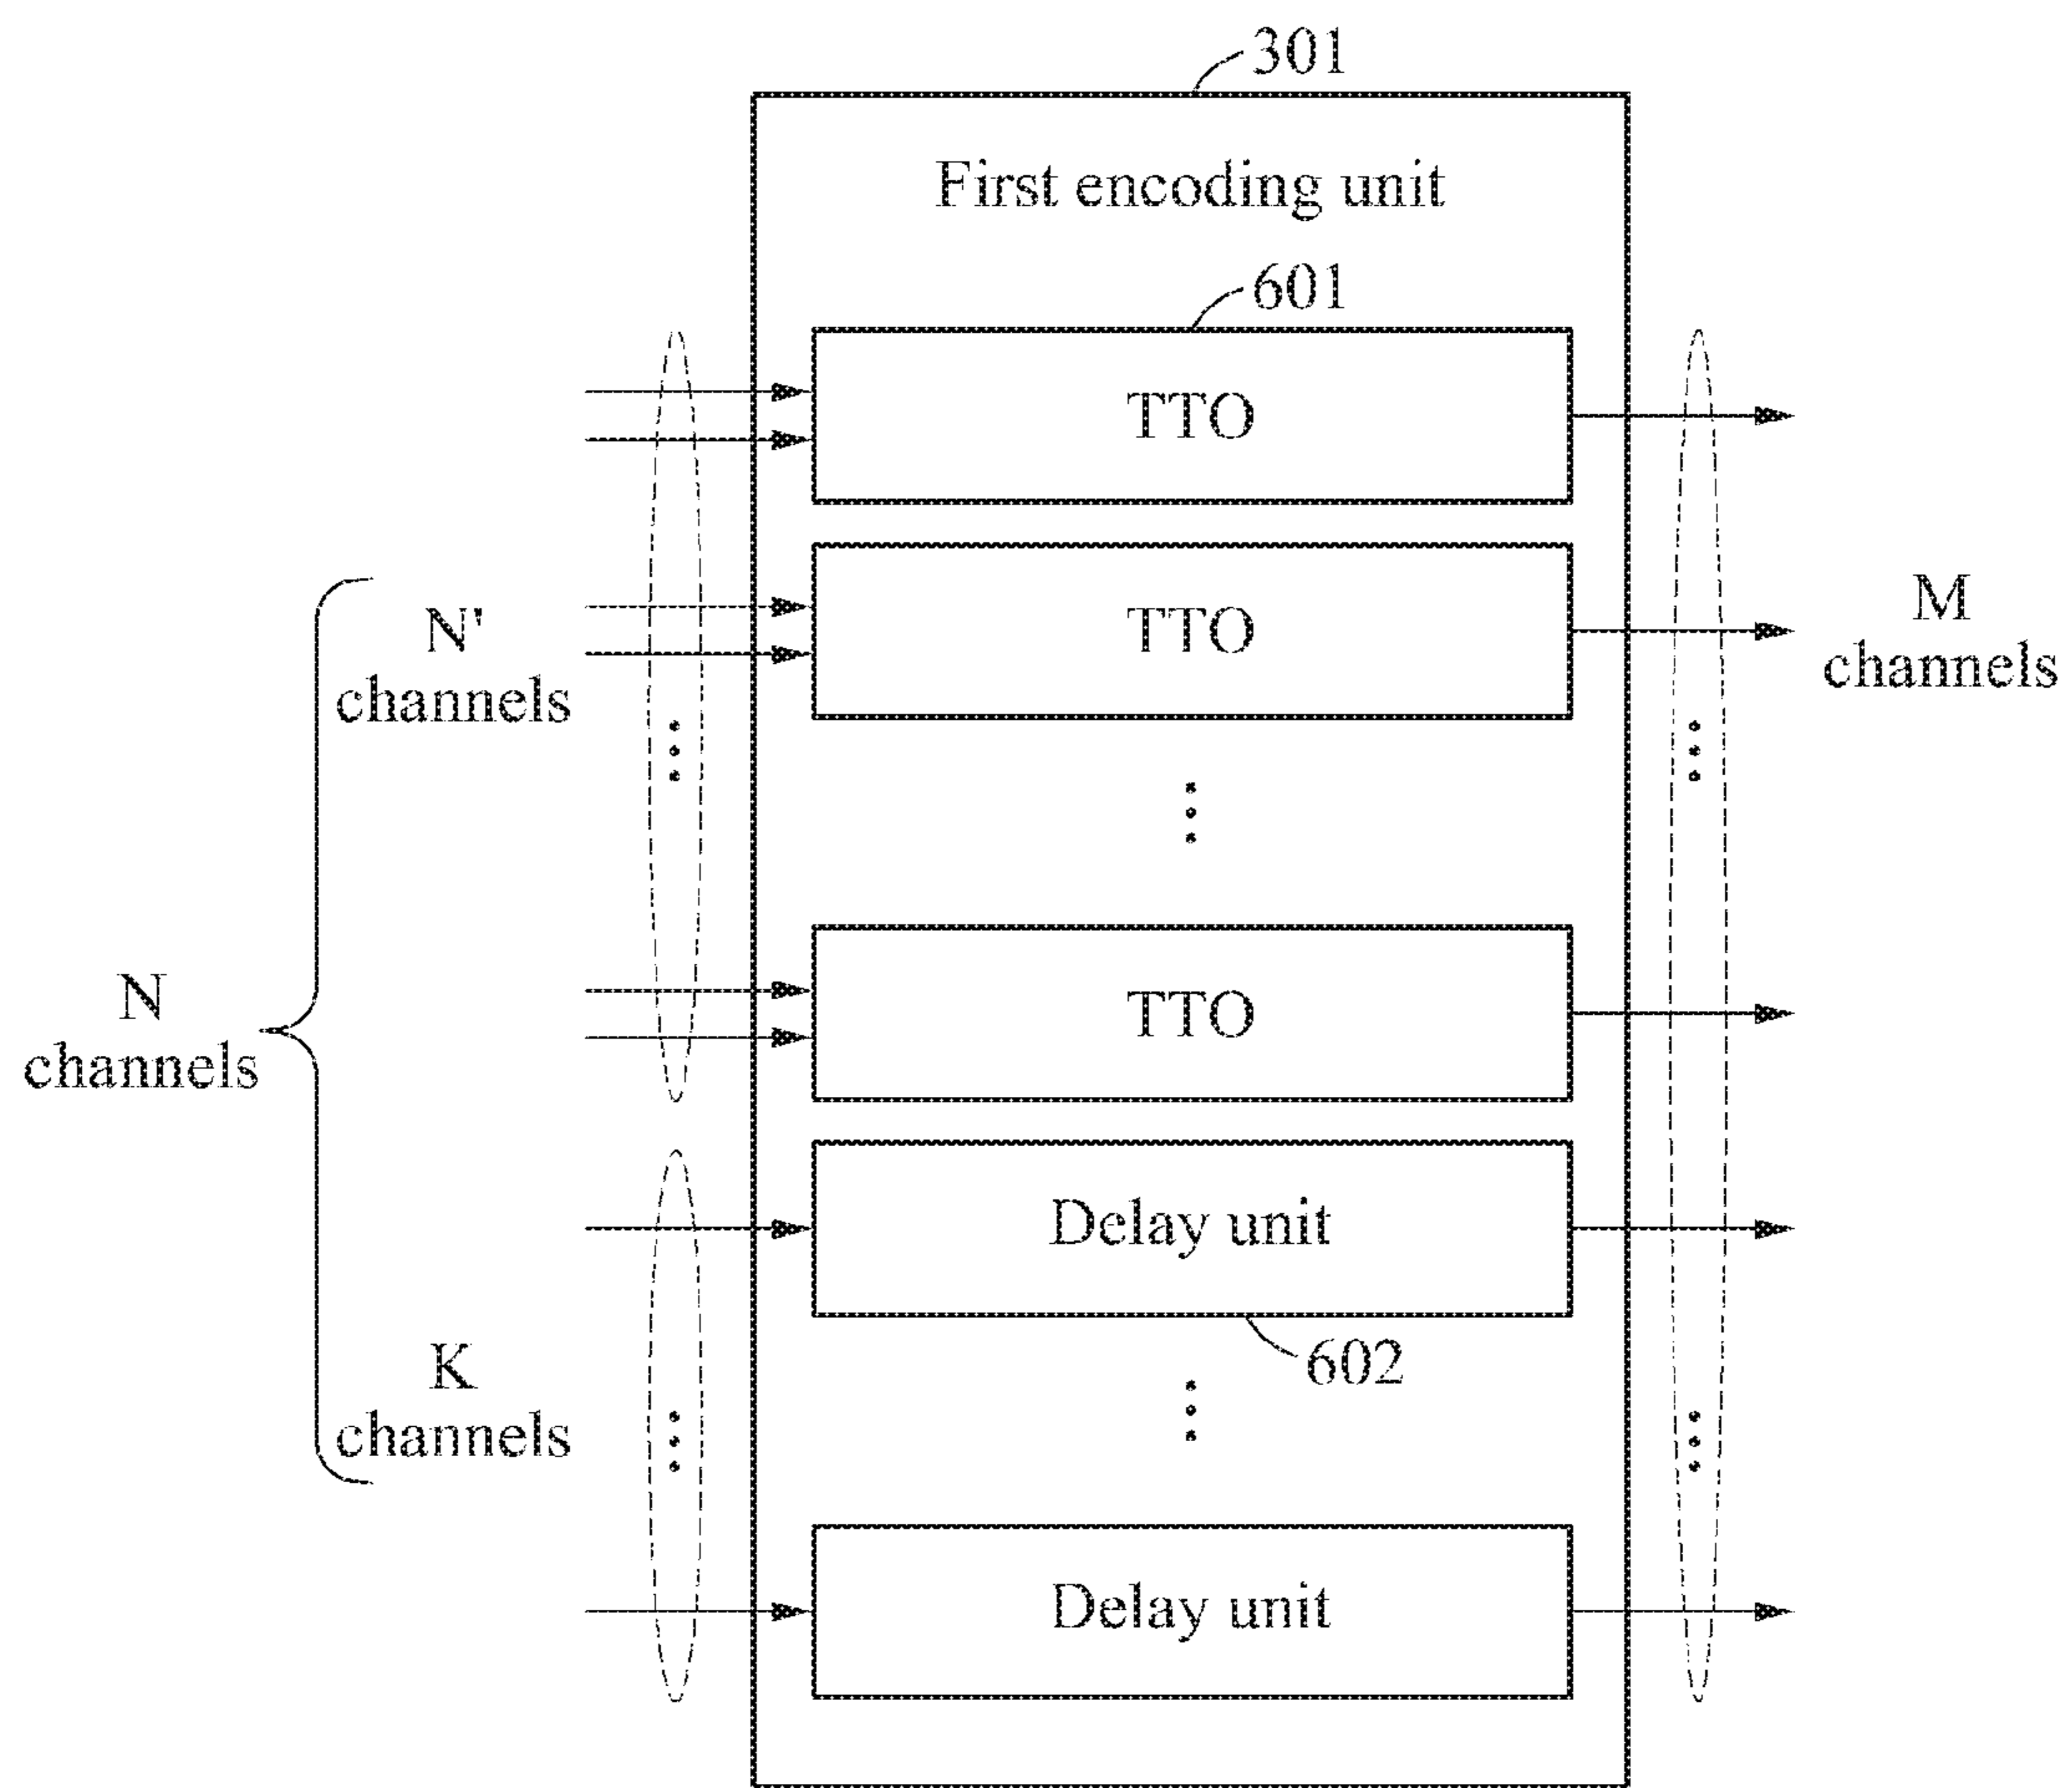 301
First encoding unit
601
TTO
N'
channels
TTO
M
channels
N
channels
TTO
Delay unit
602
K
channels
Delay unit